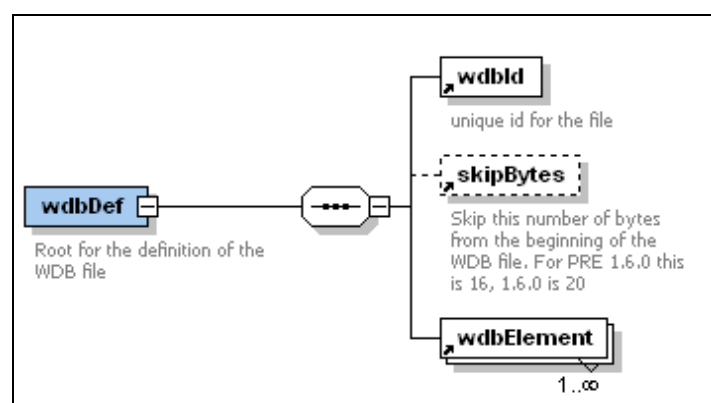 wdbId
unique id for the file
wdbDef
Root for the definition of the
WDB file
skipBytes
Skip this number of bytes
from the beginning of the
WDB file. For PRE 1.6.0 this
is 16, 1.6.0 is 20
wdbElement
1..∞